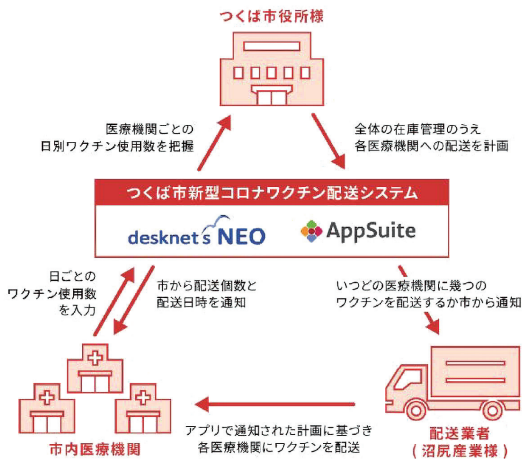 つくば市役所様
医療機関ごとの
日別ワクチン使用数を把握
全体の在庫管理のうえ
各医療機関への配送を計画
つくば市新型コロナワクチン配送システム
desknet's NEO
AppSuite
日ごとの
ワクチン使用数
を入力
市から配送個数と
配送日時を通知
いつどの医療機関に幾つの
ワクチンを配送するか市から通知
市内医療機関
アプリで通知された計画に基づき
各医療機関にワクチンを配送
配送業者
(沼尻産業様)